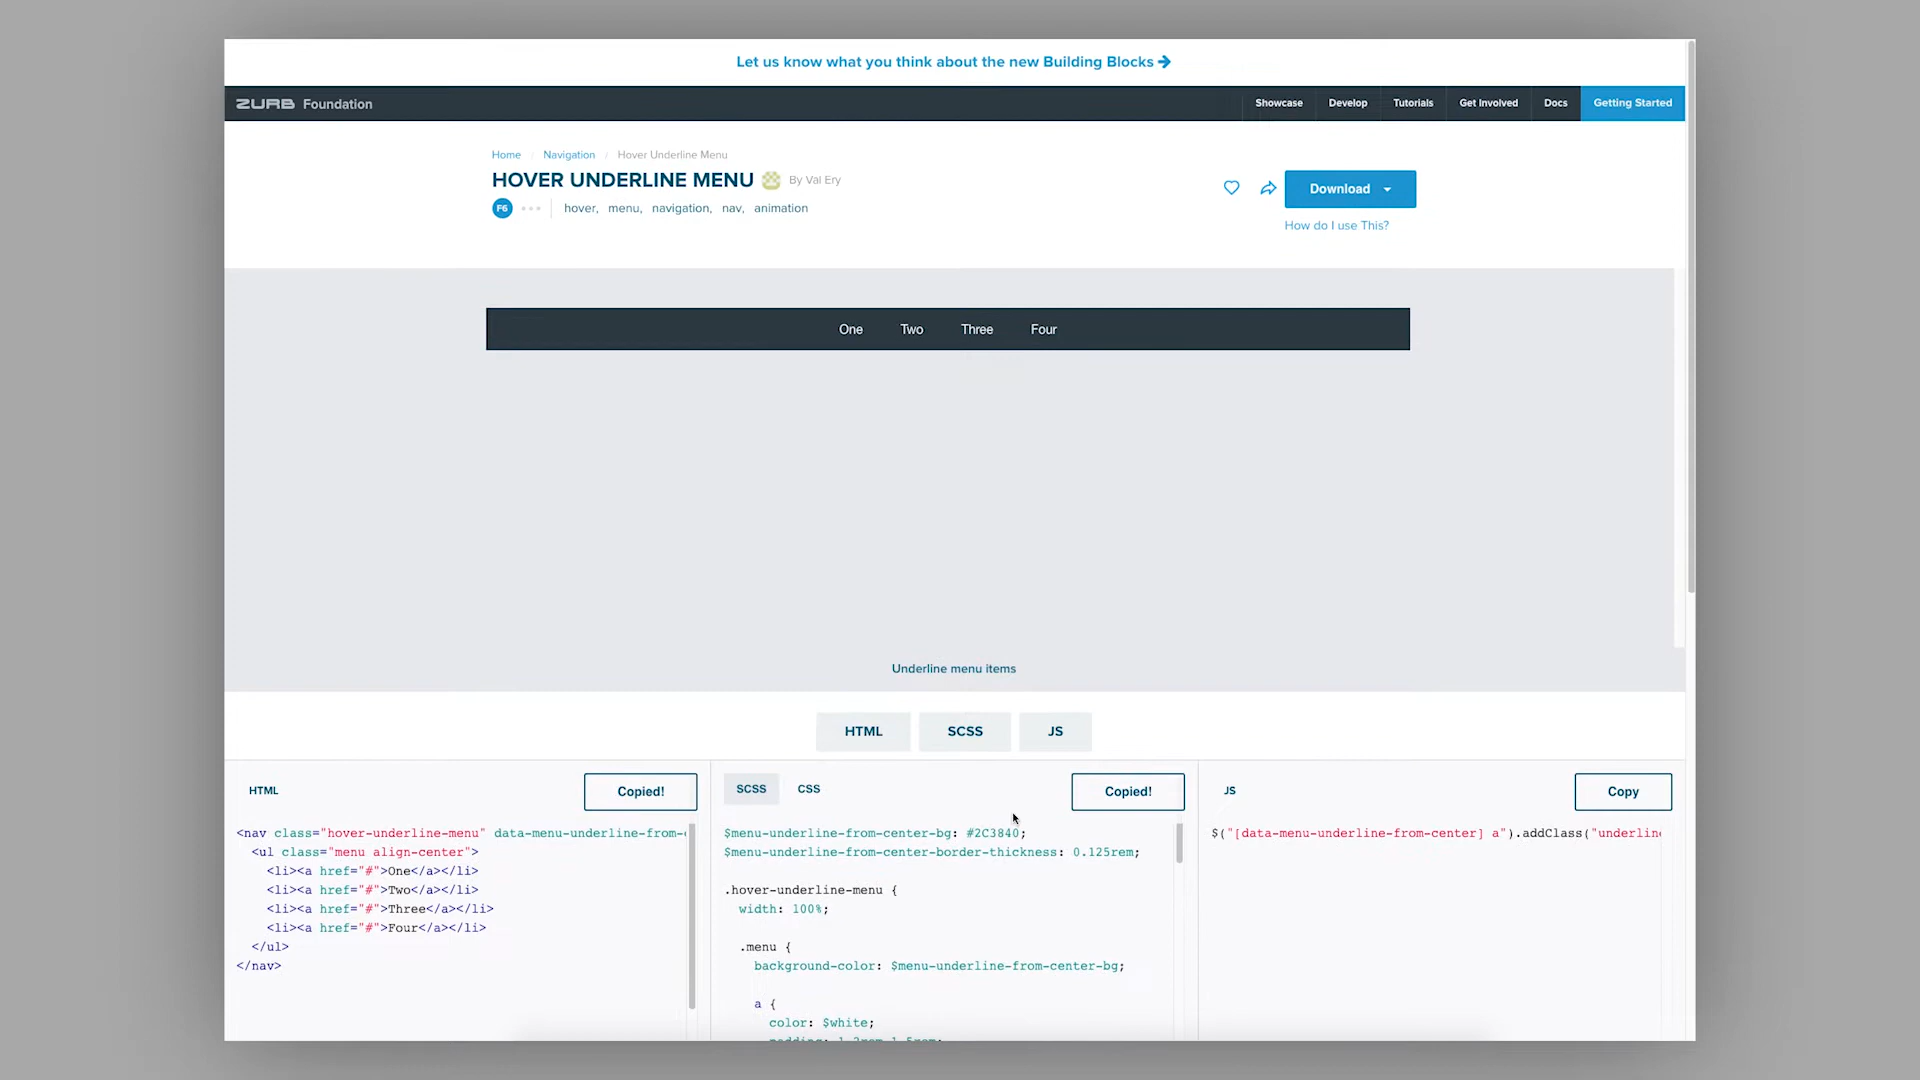 Let us know what you think about the new Building Blocks
ZURB Foundation
Showcase
Develop
Tutorials
Get Involved
Docs
Getting Started
Home / Navigation / Hover Underline Menu
HOVER UNDERLINE MENU
By Val Ery
F6
hover, menu, navigation, nav, animation
Download
How do I use This?
One
Two
Three
Four
Underline menu items
HTML
SCSS
JS
HTML
Copied!
<nav class="hover-underline-menu" data-menu-underline-from-
<ul class="menu align-center">
<li><a href="#">One</a></li>
<li><a href="#">Two</a></li>
<li><a href="#">Three</a></li>
<li><a href="#">Four</a></li>
</ul>
</nav>
SCSS
CSS
Copied!
$menu-underline-from-center-bg: #2C3840;
$menu-underline-from-center-border-thickness: 0.125rem;
.hover-underline-menu {
width: 100%;
.menu {
background-color: $menu-underline-from-center-bg;
a {
color: $white;
JS
Copy
$("[data-menu-underline-from-center] a").addClass("underlin